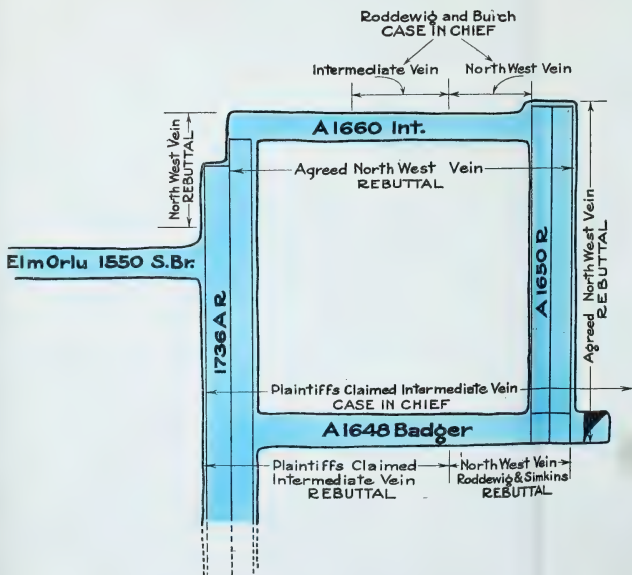 Roddewig and Burch
CASE IN CHIEF
Intermediate Vein
North West Vein
A 1660 Int.
North West Vein
REBUTTAL
Agreed North West Vein
REBUTTAL
Elm Orlu 1550 S. Br.
1736 A R
A 1650 R
Agreed North West Vein
REBUTTAL
Plaintiffs Claimed Intermediate Vein
CASE IN CHIEF
A 1648 Badger
Plaintiffs Claimed
Intermediate Vein
REBUTTAL
North West Vein
Roddewig & Simkins
REBUTTAL